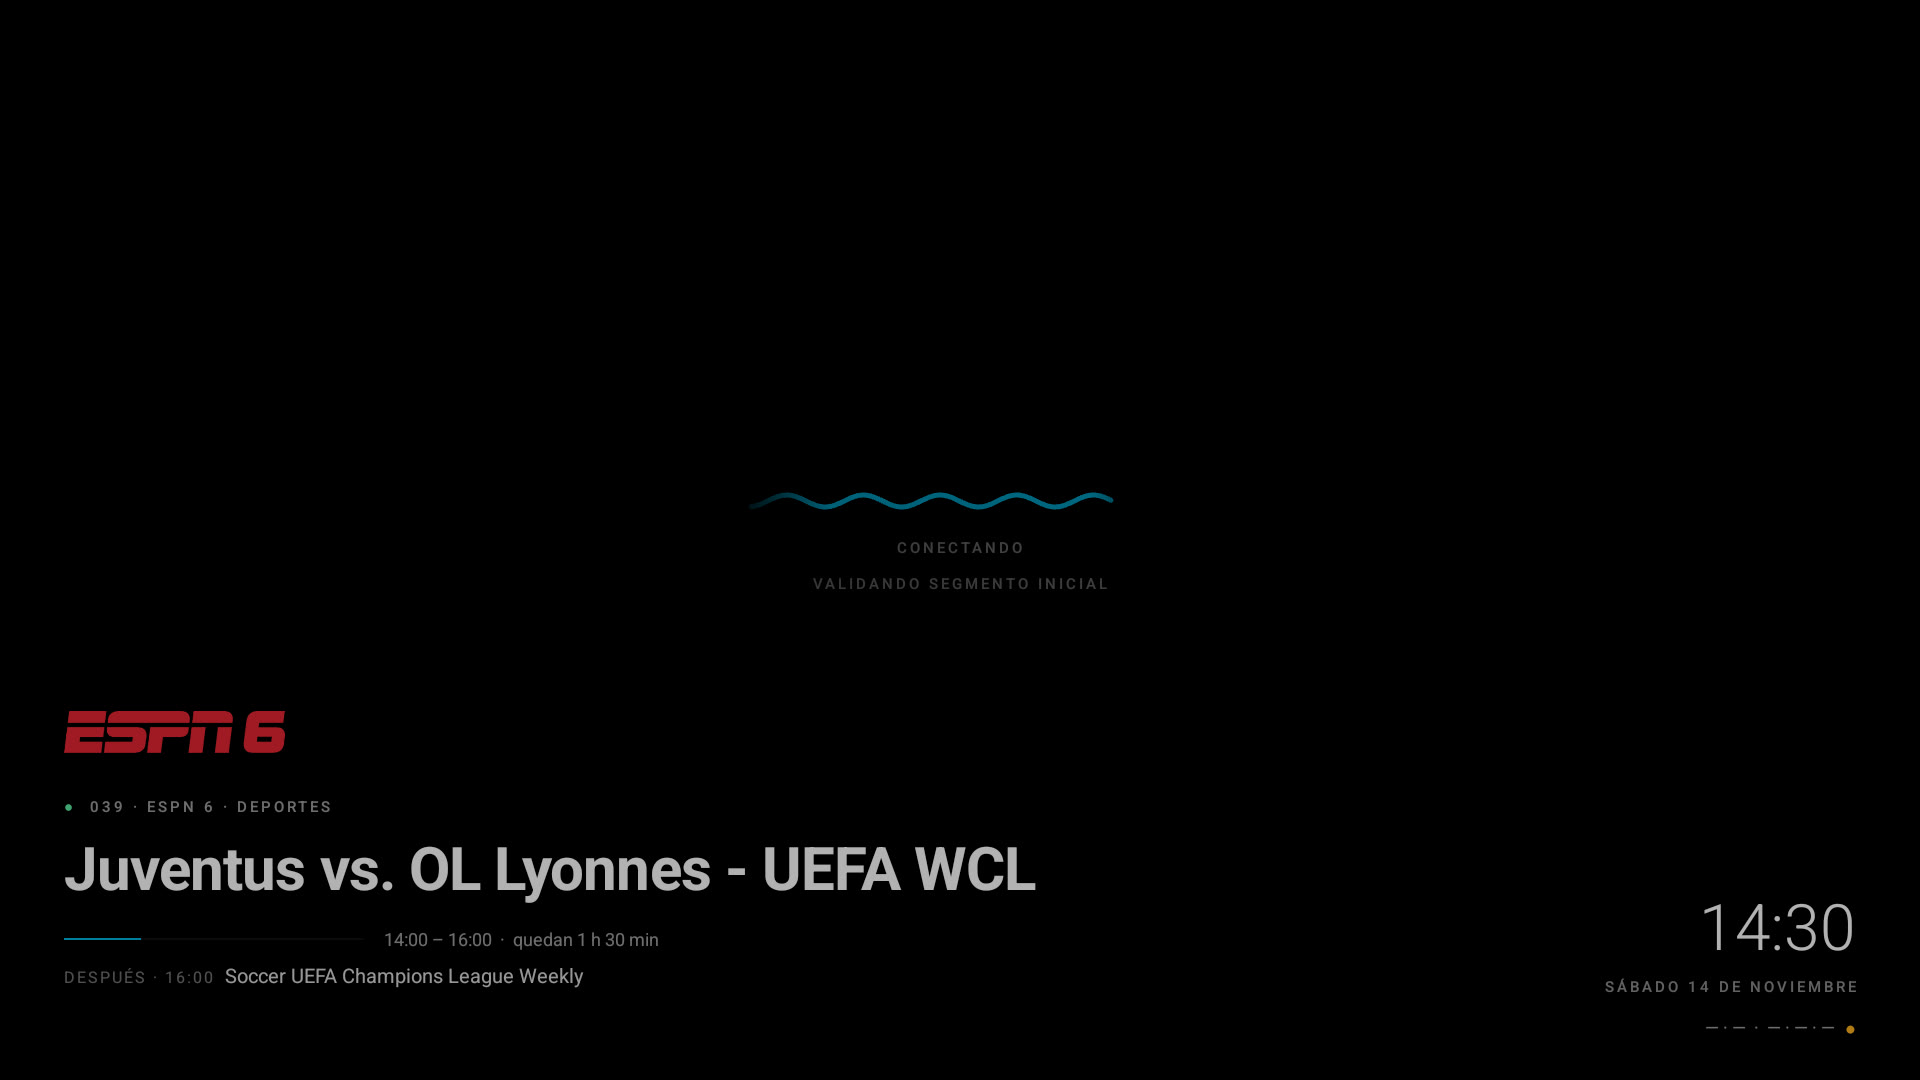 CONECTANDO
VALIDANDO SEGMENTO INICIAL
ESPN 6
039 · ESPN 6 · DEPORTES
Juventus vs. OL Lyonnes - UEFA WCL
14:00 – 16:00 · quedan 1 h 30 min
DESPUÉS · 16:00 Soccer UEFA Champions League Weekly
14:30
SÁBADO 14 DE NOVIEMBRE